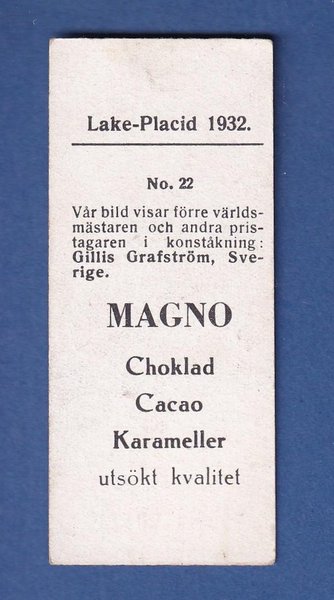 Lake-Placid 1932.
No. 22
Vår bild visar förre världs-
mästaren och andra pris-
tagaren i konståkning:
Gillis Grafström, Sve-
rige.
MAGNO
Choklad
Cacao
Karameller
utsökt kvalitet